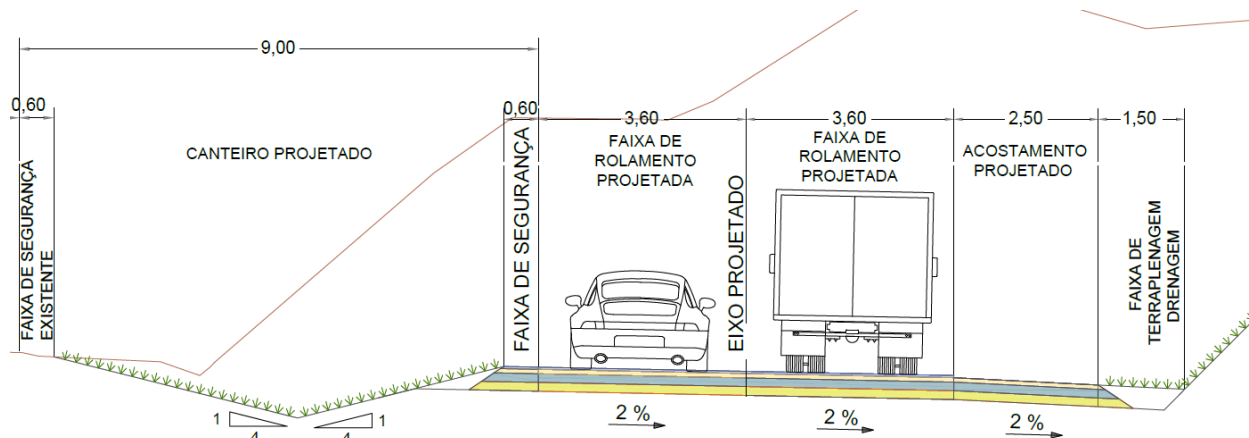 9,00
0,60
0,60
3,60
3,60
2,50
1,50
CANTEIRO PROJETADO
FAIXA DE
ROLAMENTO
PROJETADA
FAIXA DE
ROLAMENTO
PROJETADA
ACOSTAMENTO
PROJETADO
FAIXA DE SEGURANÇA
EXISTENTE
FAIXA DE SEGURANÇA
EIXO PROJETADO
FAIXA DE
TERRAPLENAGEM
DRENAGEM
1
4
1
4
2 %
2 %
2 %